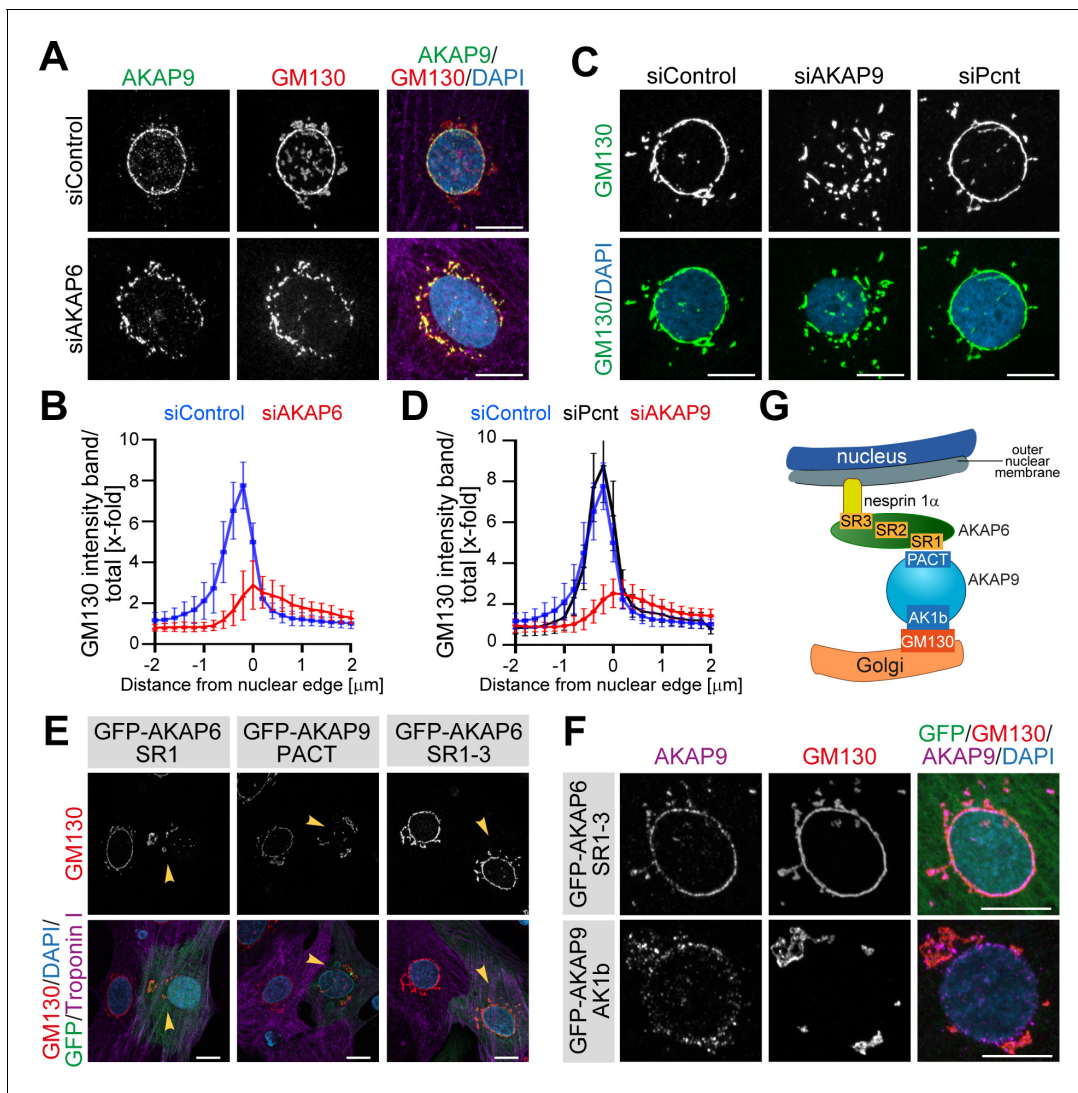 A
AKAP9
GM130
AKAP9/
GM130/DAPI
siControl
siAKAP6
B
siControl siAKAP6
GM130 intensity band/
total [x-fold]
10
8
6
4
2
0
-2 -1 0 1 2
Distance from nuclear edge [μm]
C
siControl siAKAP9 siPcnt
GM130
GM130/DAPI
D
siControl siPcnt siAKAP9
GM130 intensity band/
total [x-fold]
10
8
6
4
2
0
-2 -1 0 1 2
Distance from nuclear edge [μm]
G
nucleus
outer
nuclear
membrane
nesprin 1α
SR3
SR2
SR1
AKAP6
PACT
AKAP9
AK1b
GM130
Golgi
E
GFP-AKAP6
SR1
GFP-AKAP9
PACT
GFP-AKAP6
SR1-3
GM130
GM130/DAPI/
GFP/Troponin I
F
AKAP9
GM130
GFP/GM130/
AKAP9/DAPI
GFP-AKAP6
SR1-3
GFP-AKAP9
AK1b